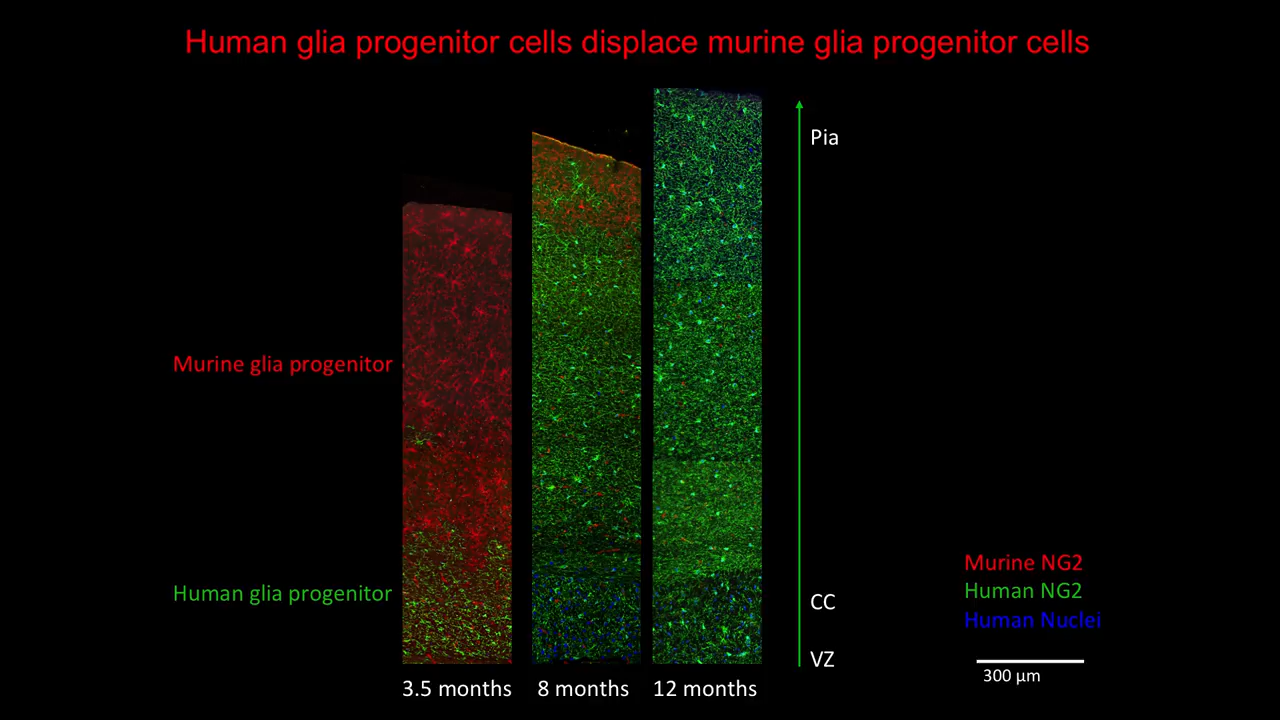 Human glia progenitor cells displace murine glia progenitor cells
Pia
Murine glia progenitor
Human glia progenitor
CC
VZ
3.5 months
8 months
12 months
Murine NG2
Human NG2
Human Nuclei
300 µm